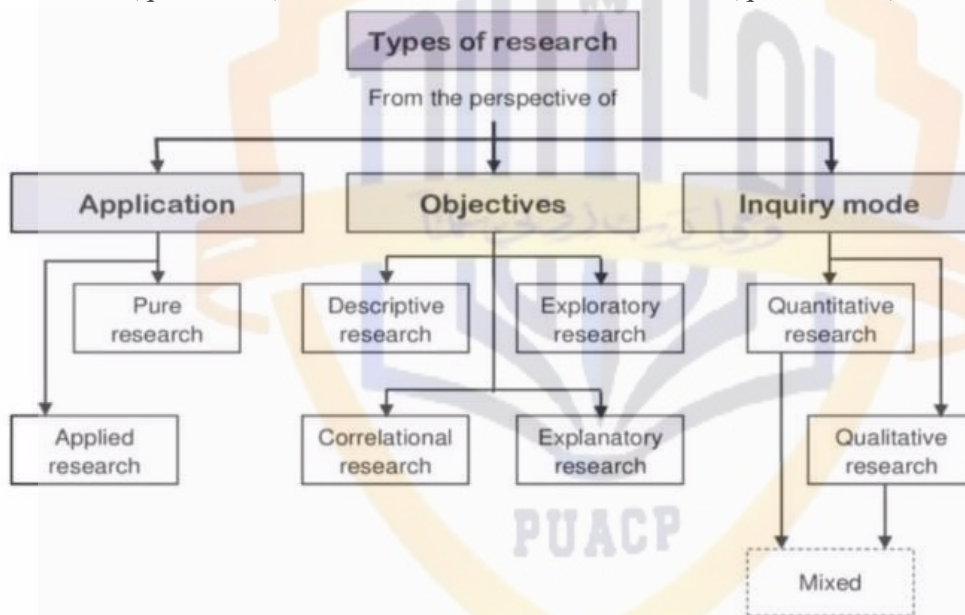 Types of research
From the perspective of
Application
Objectives
Inquiry mode
Pure
research
Descriptive
research
Exploratory
research
Quantitative
research
Applied
research
Correlational
research
Explanatory
research
Qualitative
research
PUACP
Mixed